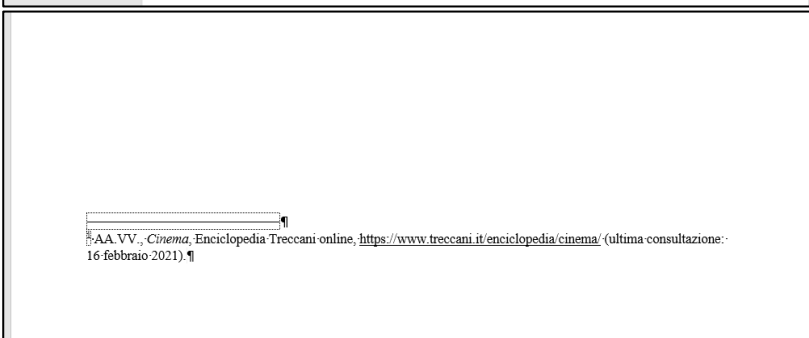 AA.VV., Cinema, Enciclopedia Treccani online, https://www.treccani.it/enciclopedia/cinema/ (ultima consultazione:
16 febbraio 2021).